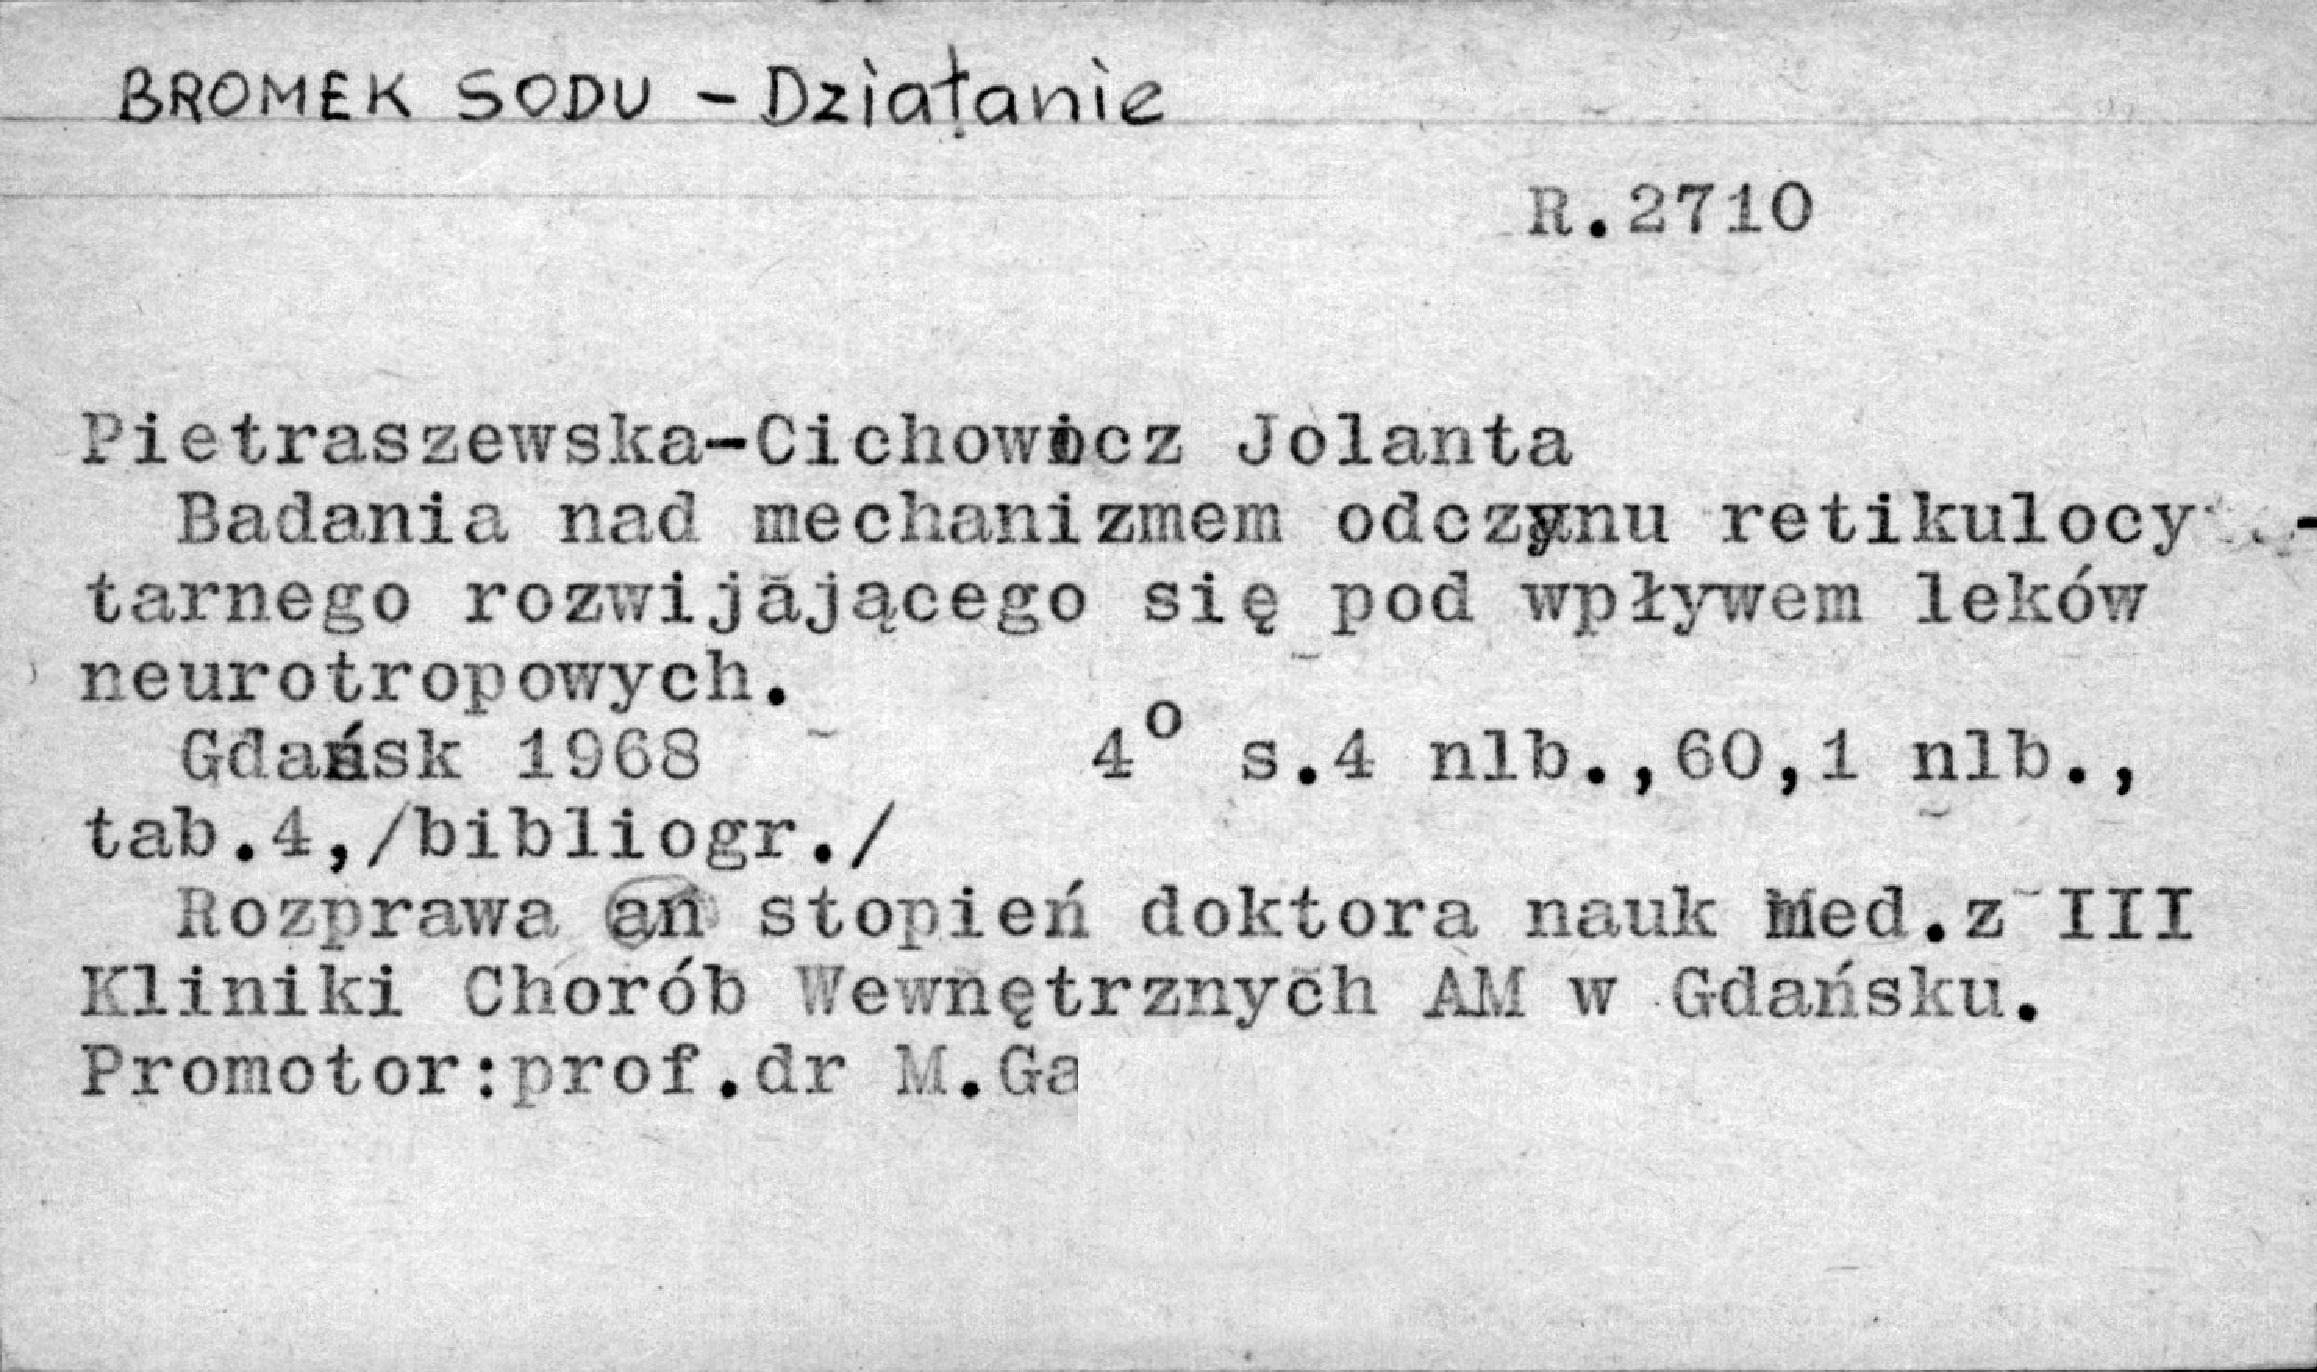 BROMEK SODU - Działanie
R.2710
Pietraszewska-Cichowicz Jolanta
Badania nad mechanizmem odczynu retikulocy-
tarnego rozwijającego się pod wpływem leków
neurotropowych.
Gdańsk 1968 4° s.4 nlb.,60,1 nlb.,
tab.4,/bibliogr./
Rozprawa an stopień doktora nauk med.z III
Kliniki Chorób Wewnętrznych AM w Gdańsku.
Promotor:prof.dr M.